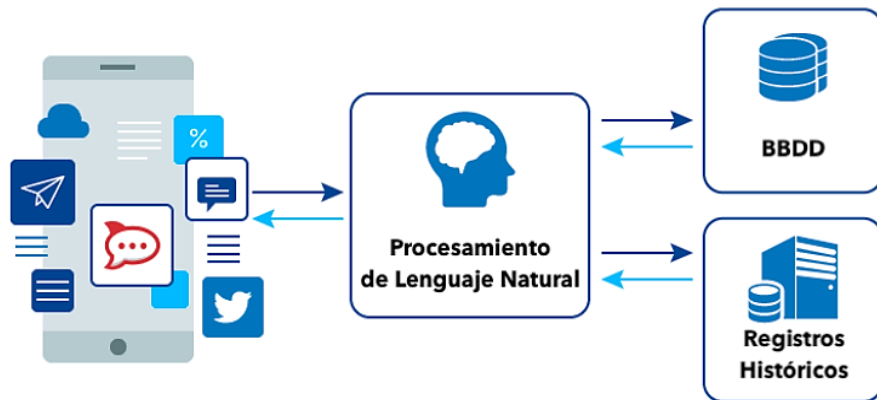 %
Procesamiento
de Lenguaje Natural
BBDD
Registros
Históricos